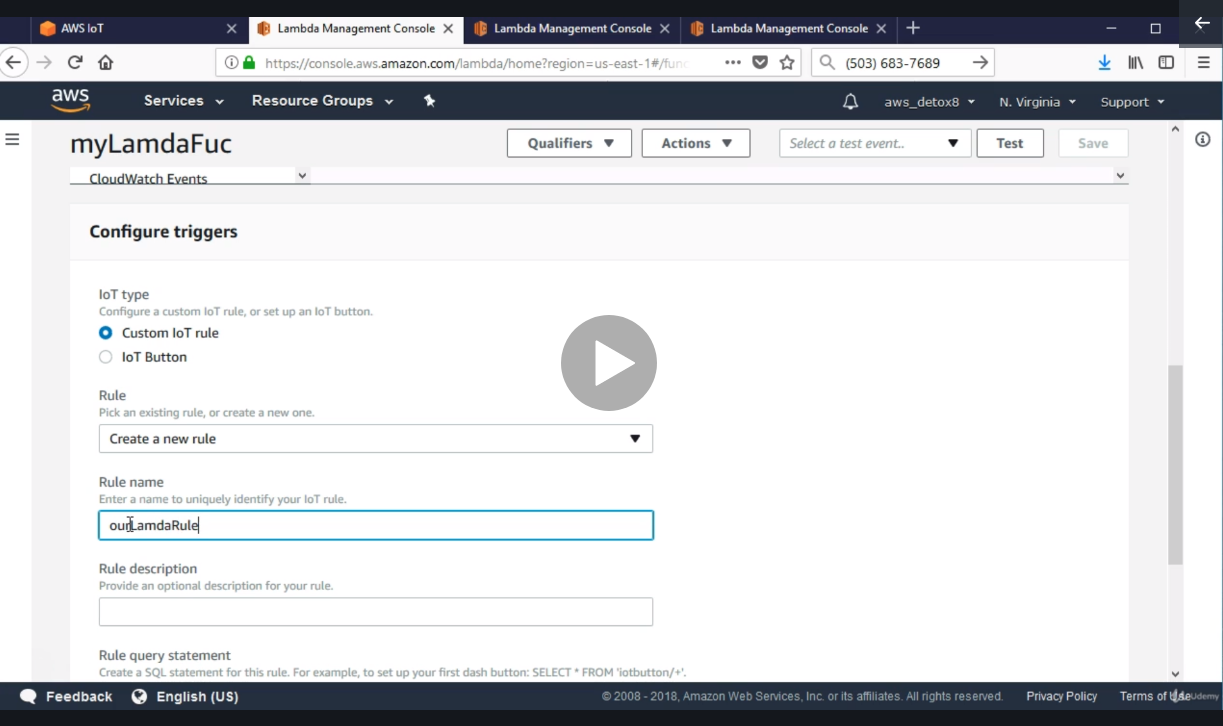 AWS IoT
Lambda Management Console
Lambda Management Console
Lambda Management Console
https://console.aws.amazon.com/lambda/home?region=us-east-1#/fun
(503) 683-7689
aws
Services
Resource Groups
aws_detox8
N. Virginia
Support
myLamdaFuc
Qualifiers
Actions
Select a test event..
Test
Save
CloudWatch Events
Configure triggers
IoT type
Configure a custom IoT rule, or set up an IoT button.
Custom IoT rule
IoT Button
Rule
Pick an existing rule, or create a new one.
Create a new rule
Rule name
Enter a name to uniquely identify your IoT rule.
ourLamdaRule
Rule description
Provide an optional description for your rule.
Rule query statement
Create a SQL statement for this rule. For example, to set up your first dash button: SELECT * FROM 'iotbutton/+'.
Feedback
English (US)
© 2008 - 2018, Amazon Web Services, Inc. or its affiliates. All rights reserved.
Privacy Policy
Terms of Use
Udemy